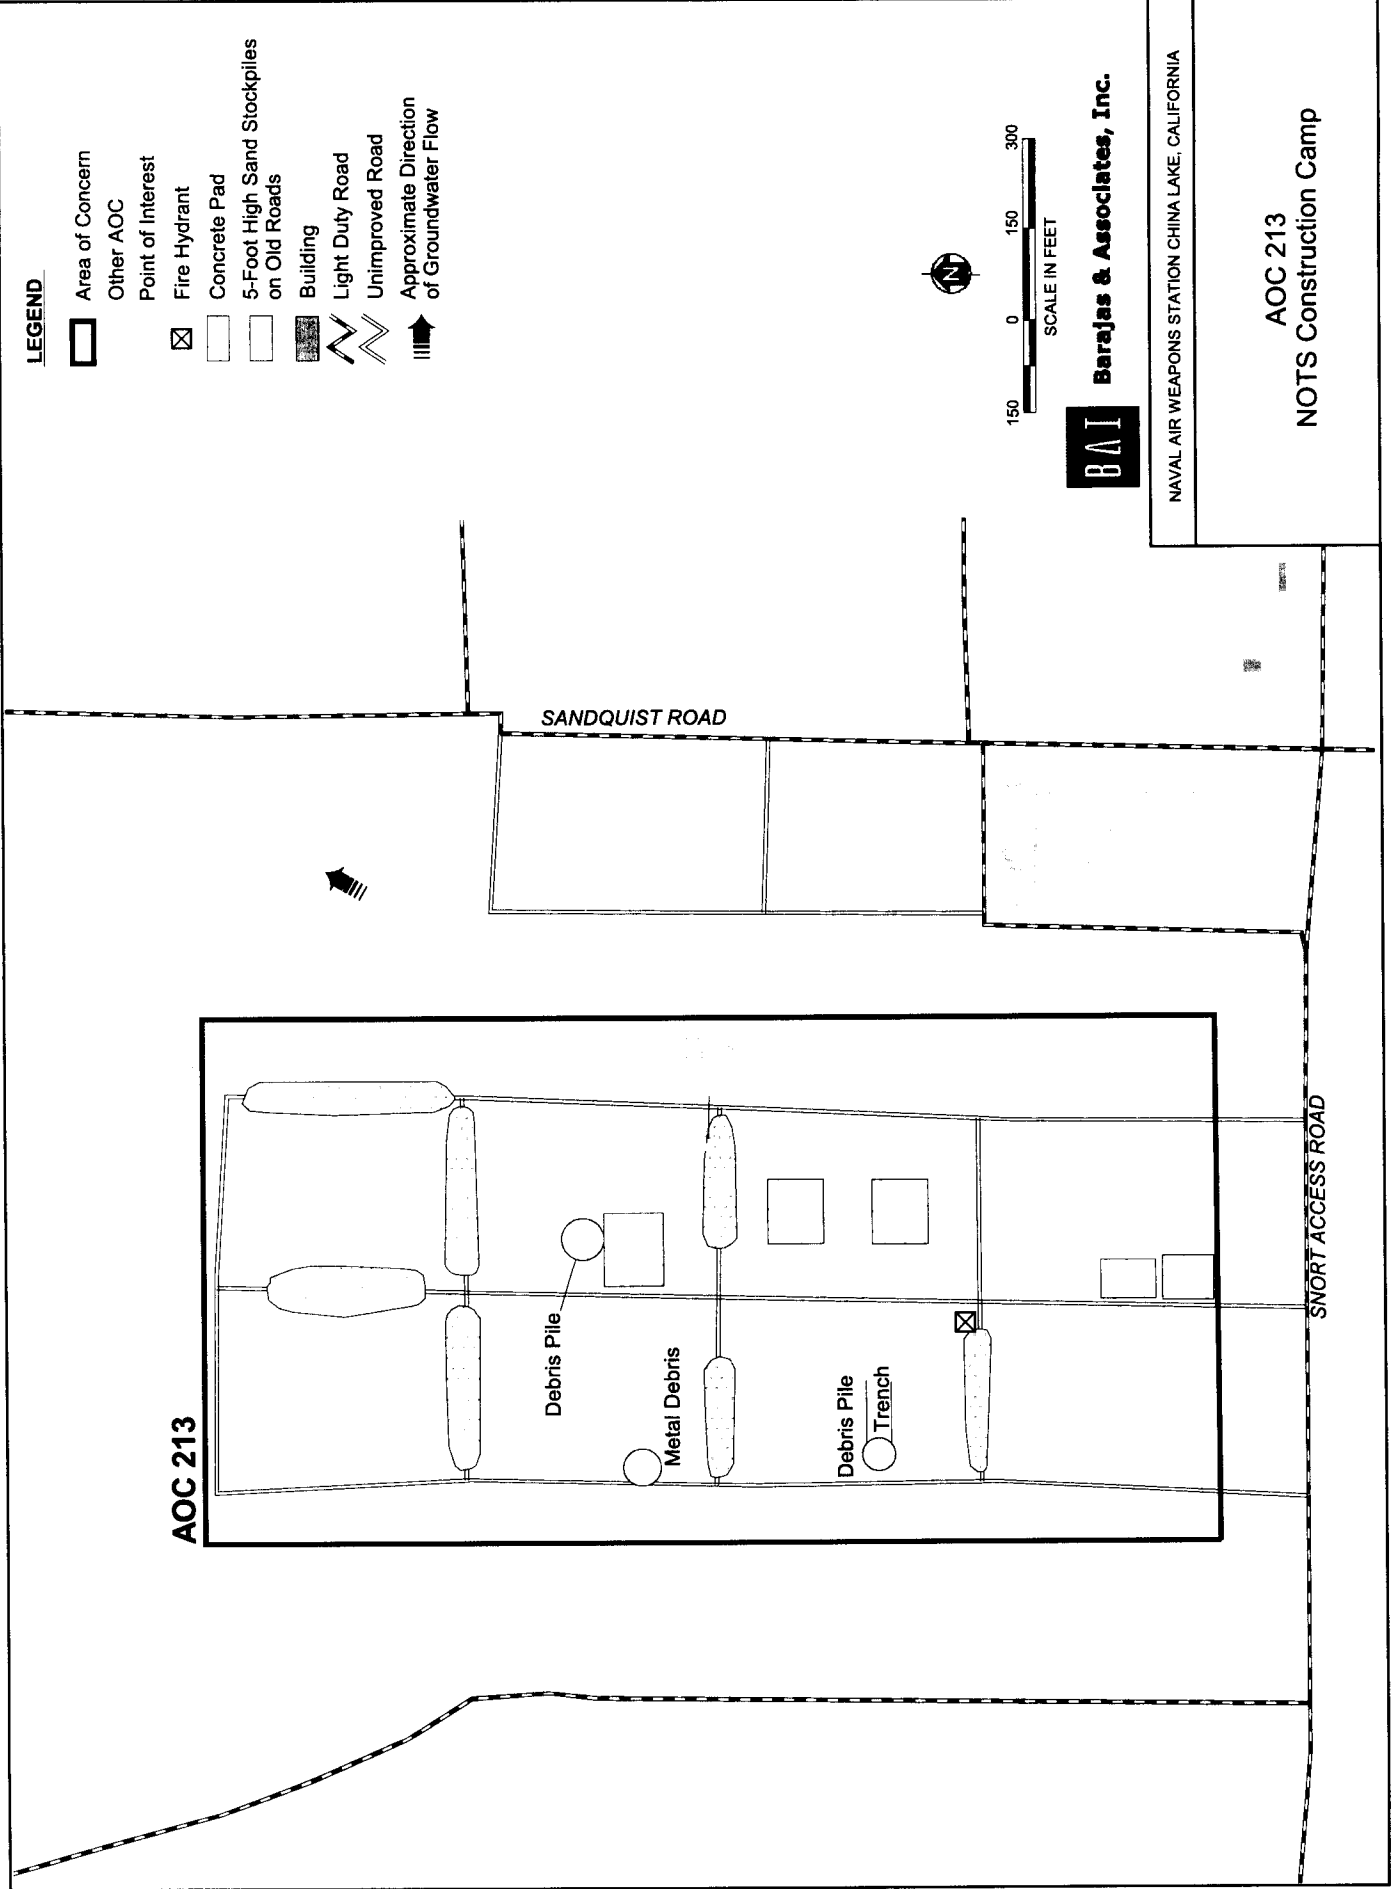 LEGEND
Area of Concern
Other AOC
Point of Interest
Fire Hydrant
Concrete Pad
5-Foot High Sand Stockpiles
on Old Roads
Building
Light Duty Road
Unimproved Road
Approximate Direction
of Groundwater Flow
SANDQUIST ROAD
AOC 213
Debris Pile
Metal Debris
Debris Pile
Trench
SNORT ACCESS ROAD
N
150 0 150 300
SCALE IN FEET
BAI
Barajas & Associates, Inc.
NAVAL AIR WEAPONS STATION CHINA LAKE, CALIFORNIA
AOC 213
NOTS Construction Camp